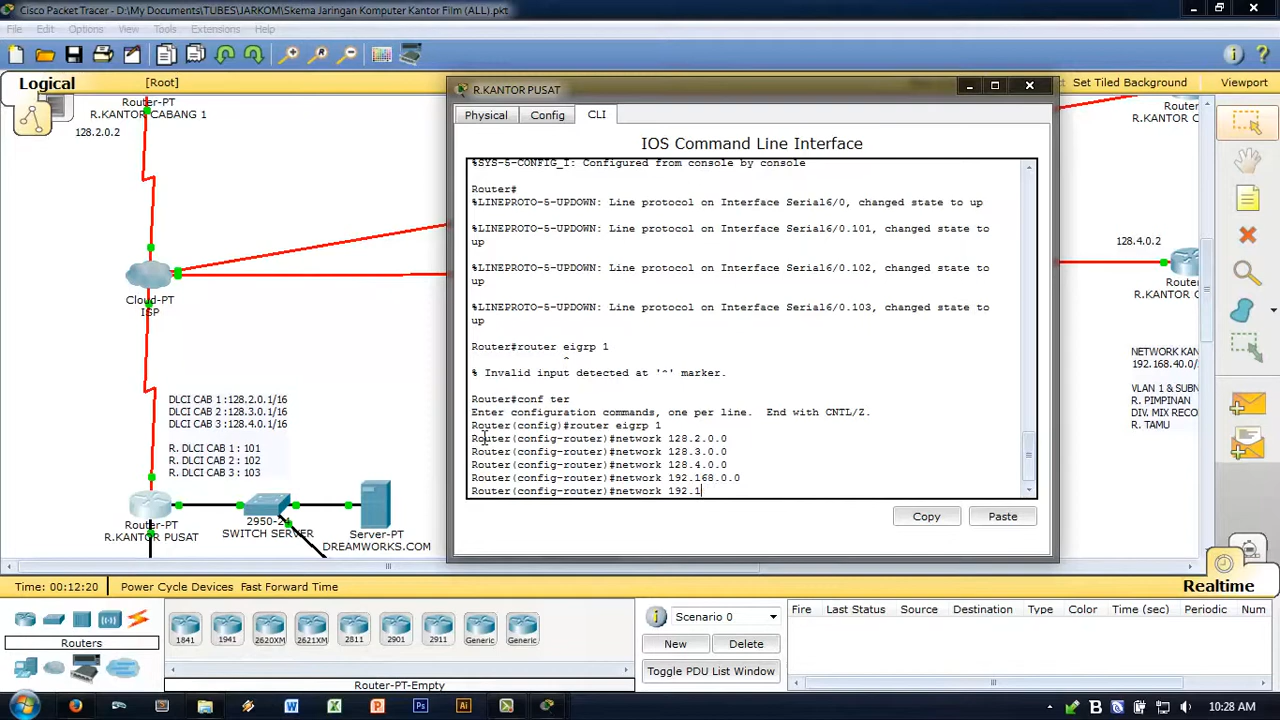 Cisco Packet Tracer - D:\My Documents\TUBES\JARKOM\Skema Jaringan Komputer Kantor Film (ALL).pkt
File Edit Options View Tools Extensions Help
Logical
[Root]
Set Tiled Background
Viewport
Router-PT
R.KANTOR CABANG 1
128.2.0.2
Cloud-PT
ISP
DLCI CAB 1 :128.2.0.1/16
DLCI CAB 2 :128.3.0.1/16
DLCI CAB 3 :128.4.0.1/16
R. DLCI CAB 1 : 101
R. DLCI CAB 2 : 102
R. DLCI CAB 3 : 103
Router-PT
R.KANTOR PUSAT
2950-24
SWITCH SERVER
Server-PT
DREAMWORKS.COM
R.KANTOR PUSAT
Physical
Config
CLI
IOS Command Line Interface
%SYS-5-CONFIG_I: Configured from console by console
Router#
%LINEPROTO-5-UPDOWN: Line protocol on Interface Serial6/0, changed state to up
%LINEPROTO-5-UPDOWN: Line protocol on Interface Serial6/0.101, changed state to
up
%LINEPROTO-5-UPDOWN: Line protocol on Interface Serial6/0.102, changed state to
up
%LINEPROTO-5-UPDOWN: Line protocol on Interface Serial6/0.103, changed state to
up
Router#router eigrp 1
^
% Invalid input detected at '^' marker.
Router#conf ter
Enter configuration commands, one per line.  End with CNTL/Z.
Router(config)#router eigrp 1
Router(config-router)#network 128.2.0.0
Router(config-router)#network 128.3.0.0
Router(config-router)#network 128.4.0.0
Router(config-router)#network 192.168.0.0
Router(config-router)#network 192.1
Copy
Paste
Router
R.KANTOR C
128.4.0.2
Router
R.KANTOR C
NETWORK KAN
192.168.40.0/
VLAN 1 & SUBN
R. PIMPINAN
DIV. MIX RECO
R. TAMU
Time: 00:12:20
Power Cycle Devices Fast Forward Time
Realtime
Routers
1841
1941
2620XM
2621XM
2811
2901
2911
Generic
Generic
Router-PT-Empty
Scenario 0
New
Delete
Toggle PDU List Window
Fire
Last Status
Source
Destination
Type
Color
Time (sec)
Periodic
Num
10:28 AM